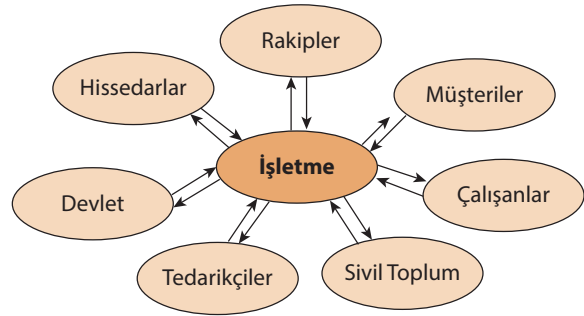 Rakipler
Hissedarlar
Müşteriler
İşletme
Devlet
Çalışanlar
Tedarikçiler
Sivil Toplum